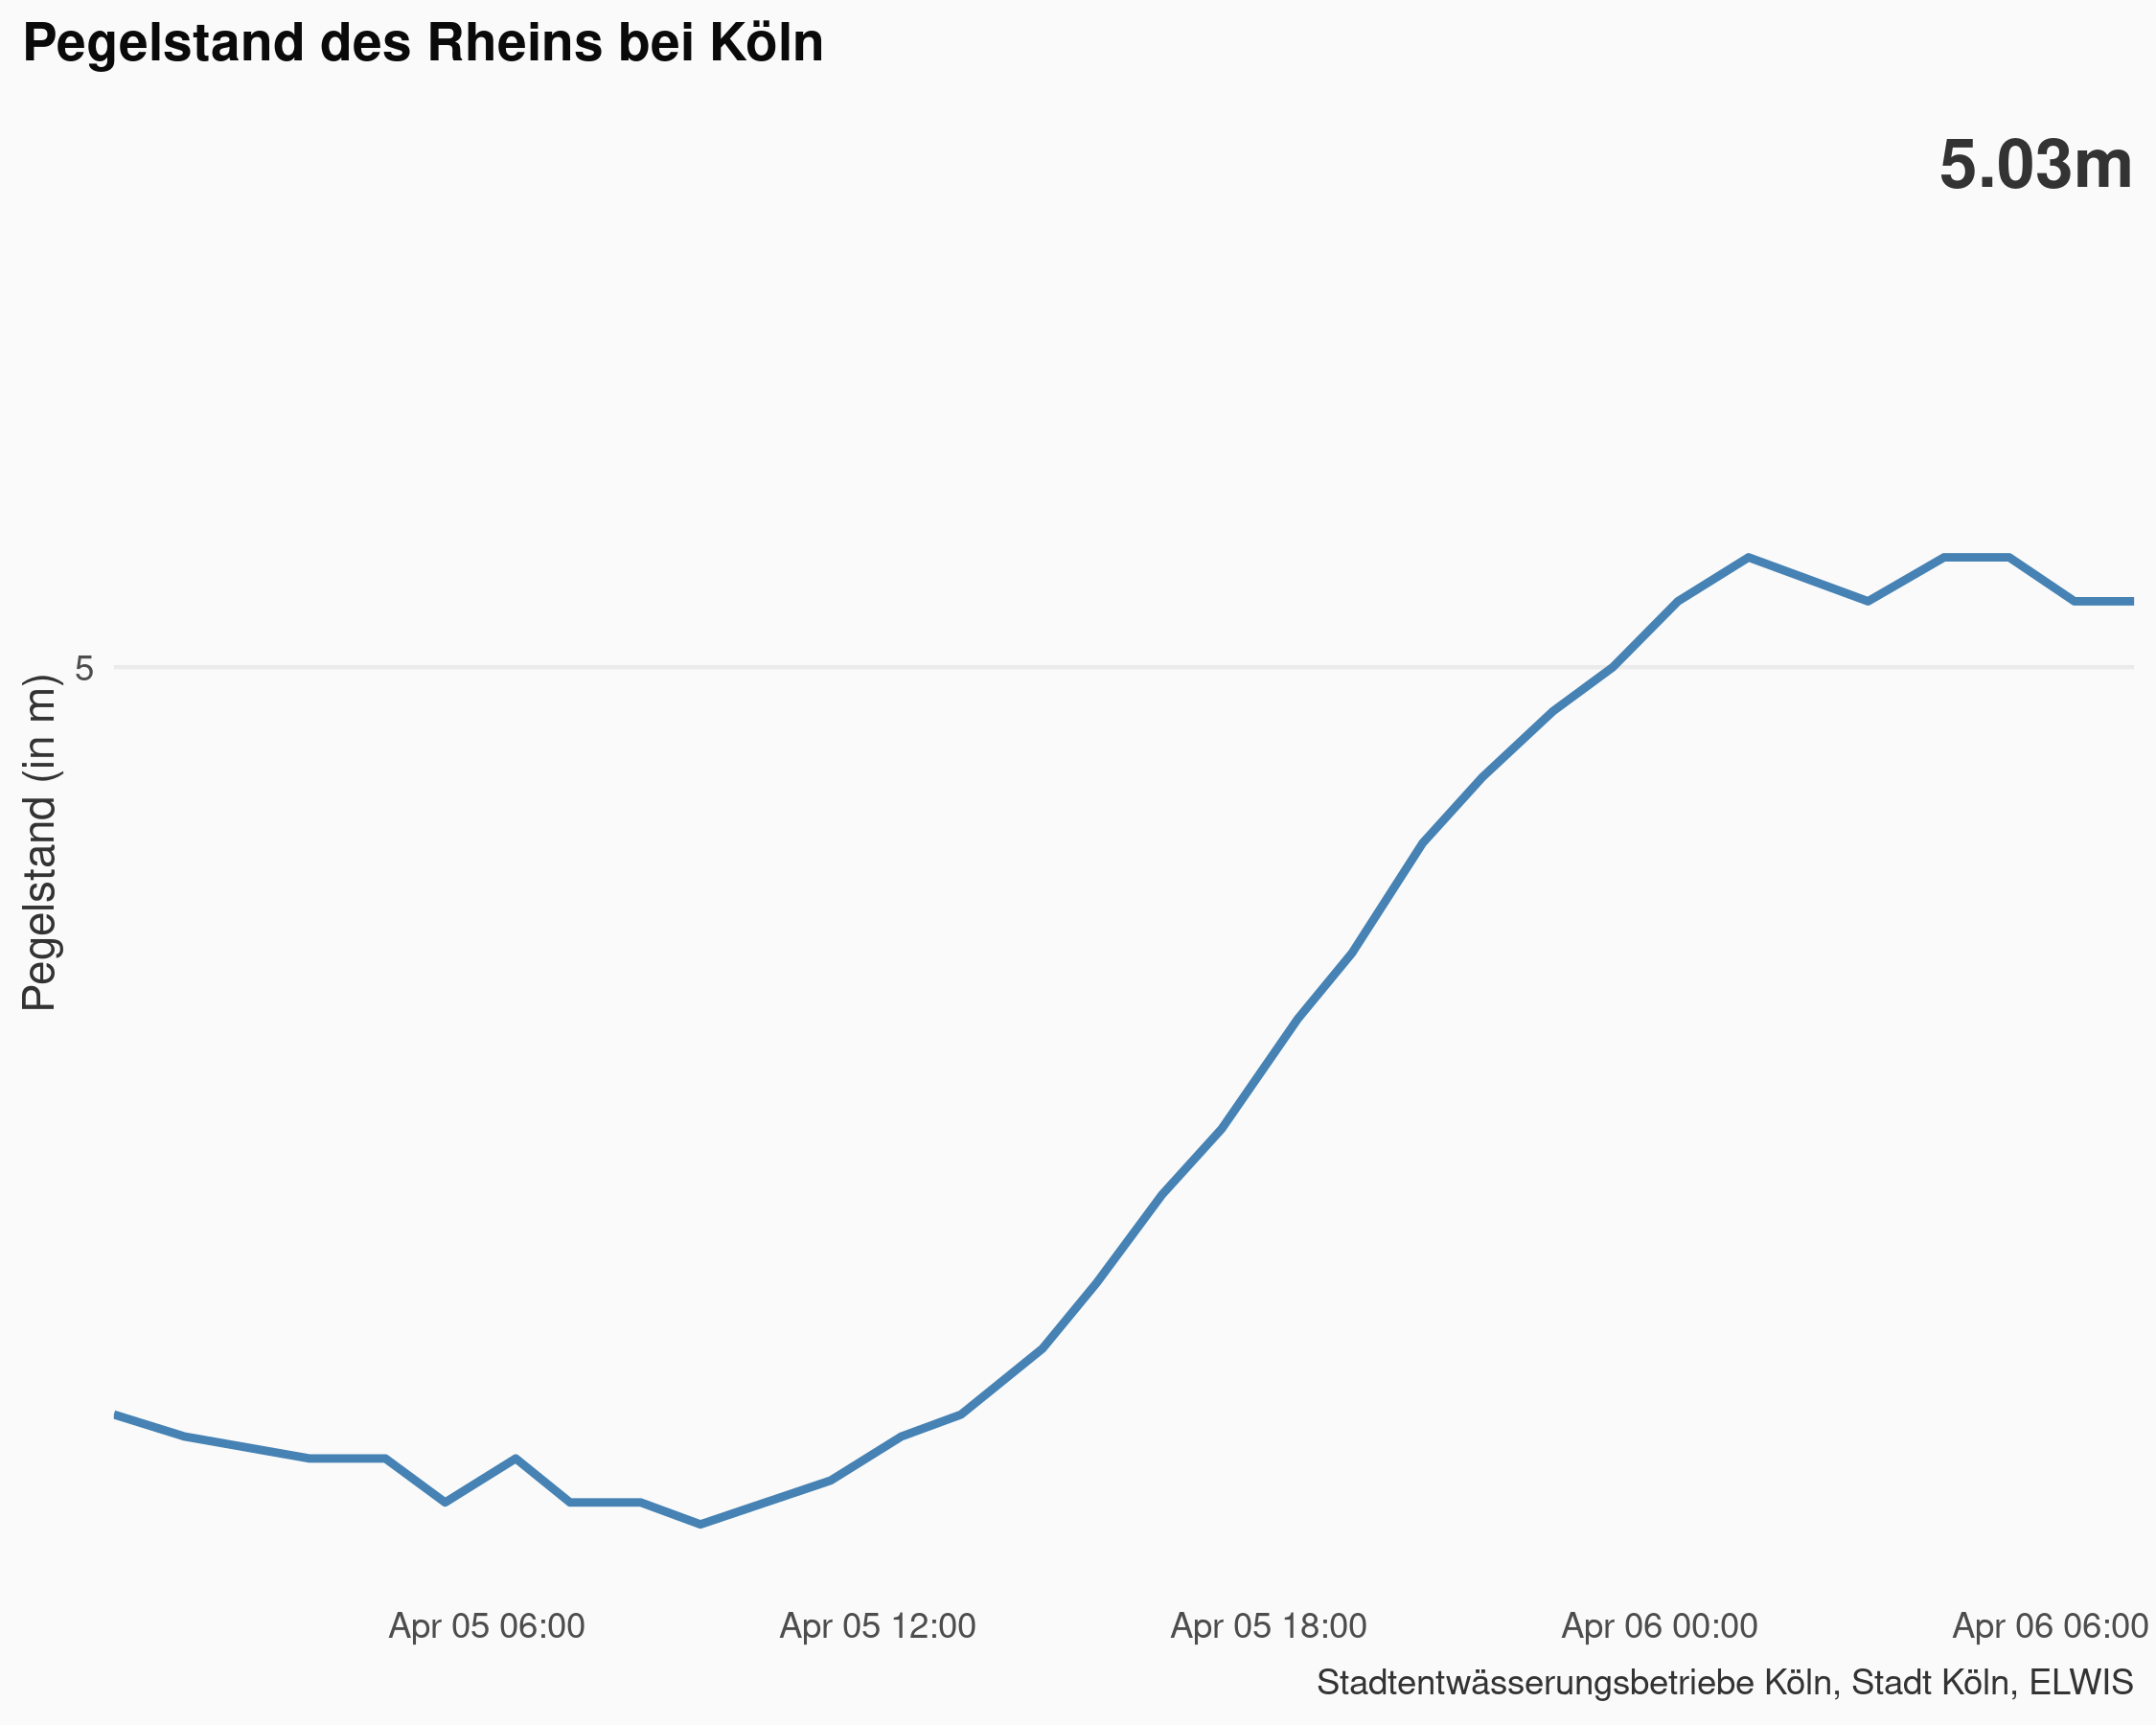 Pegelstand des Rheins bei Köln
5.03m
Pegelstand (in m)
5
Apr 05 06:00 Apr 05 12:00 Apr 05 18:00 Apr 06 00:00 Apr 06 06:00
Stadtentwässerungsbetriebe Köln, Stadt Köln, ELWIS